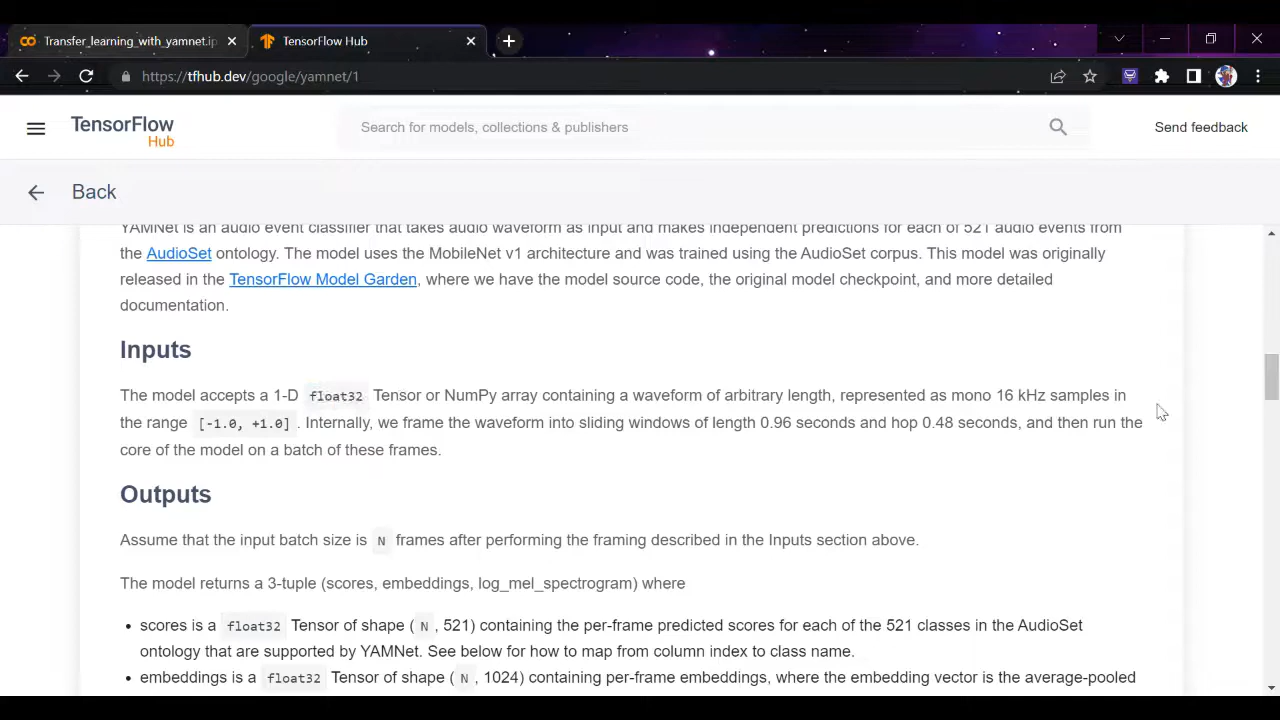 Transfer_learning_with_yamnet.ip
TensorFlow Hub
https://tfhub.dev/google/yamnet/1
TensorFlow
Hub
Search for models, collections & publishers
Send feedback
Back
YAMNet is an audio event classifier that takes audio waveform as input and makes independent predictions for each of 521 audio events from
the AudioSet ontology. The model uses the MobileNet v1 architecture and was trained using the AudioSet corpus. This model was originally
released in the TensorFlow Model Garden, where we have the model source code, the original model checkpoint, and more detailed
documentation.
Inputs
The model accepts a 1-D float32 Tensor or NumPy array containing a waveform of arbitrary length, represented as mono 16 kHz samples in
the range [-1.0, +1.0] . Internally, we frame the waveform into sliding windows of length 0.96 seconds and hop 0.48 seconds, and then run the
core of the model on a batch of these frames.
Outputs
Assume that the input batch size is N frames after performing the framing described in the Inputs section above.
The model returns a 3-tuple (scores, embeddings, log_mel_spectrogram) where
• scores is a float32 Tensor of shape ( N , 521) containing the per-frame predicted scores for each of the 521 classes in the AudioSet
ontology that are supported by YAMNet. See below for how to map from column index to class name.
• embeddings is a float32 Tensor of shape ( N , 1024) containing per-frame embeddings, where the embedding vector is the average-pooled